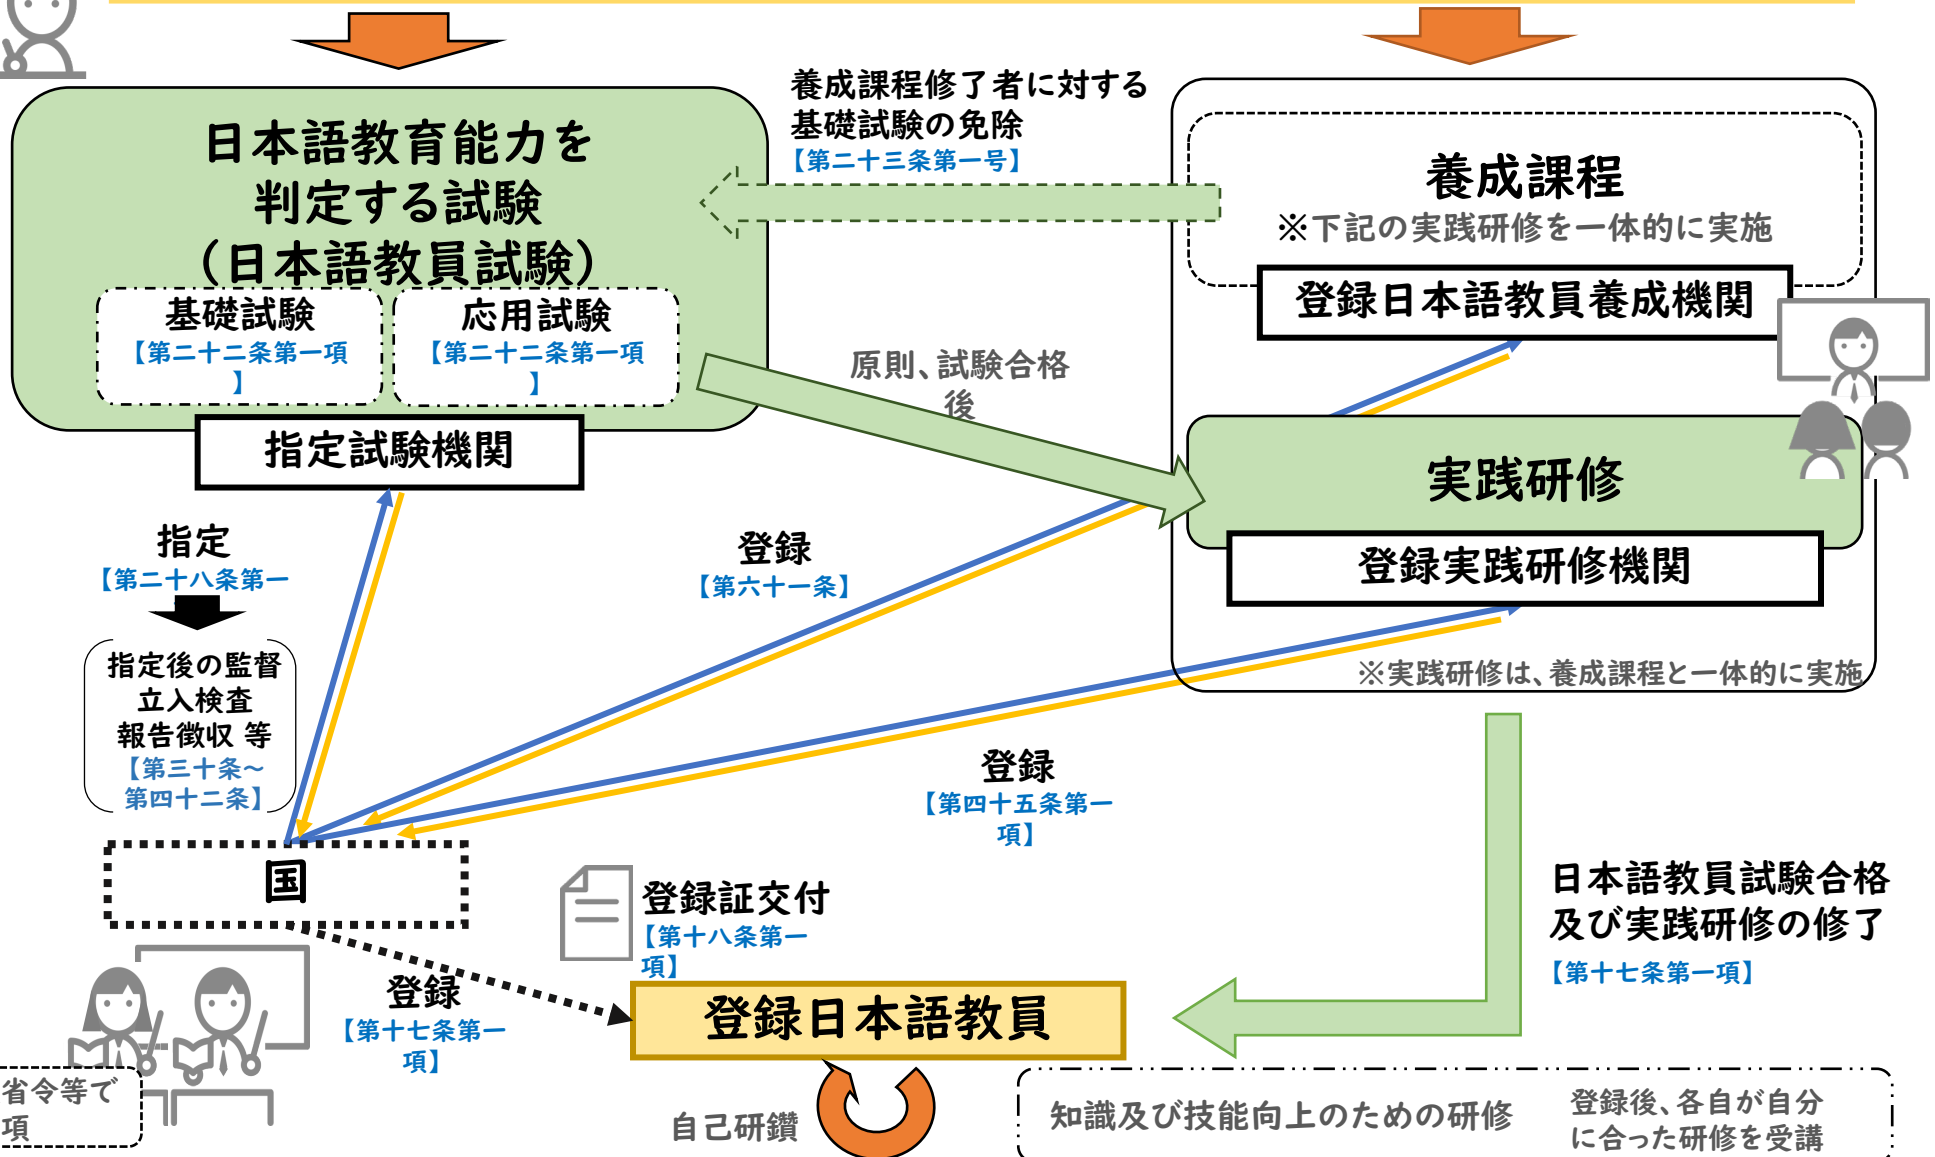 養成課程修了者に対する
基礎試験の免除
【第二十三条第一号】
日本語教育能力を
判定する試験
（日本語教員試験）
養成課程
※下記の実践研修を一体的に実施
登録日本語教員養成機関
基礎試験
【第二十二条第一項
】
応用試験
【第二十二条第一項
】
原則、試験合格
後
指定試験機関
実践研修
登録実践研修機関
※実践研修は、養成課程と一体的に実施
指定
【第二十八条第一
登録
【第六十一条】
指定後の監督
立入検査
報告徴収 等
【第三十条～
第四十二条】
登録
【第四十五条第一
項】
国
登録証交付
【第十八条第一
項】
日本語教員試験合格
及び実践研修の修了
【第十七条第一項】
登録
【第十七条第一
項】
登録日本語教員
省令等で
項
自己研鑽
知識及び技能向上のための研修
登録後、各自が自分
に合った研修を受講